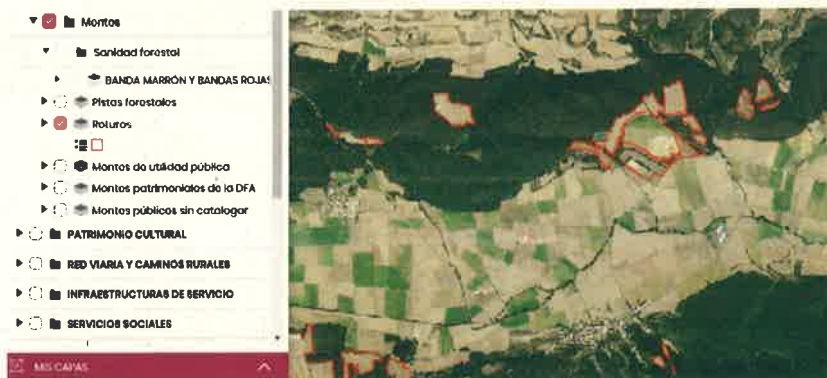 Montes
Sanidad forestal
BANDA MARRÓN Y BANDAS ROJAS
Pistas forestales
Roturos
Montes de utilidad pública
Montes patrimoniales de la DFA
Montes públicos sin catalogar
PATRIMONIO CULTURAL
RED VIARIA Y CAMINOS RURALES
INFRAESTRUCTURAS DE SERVICIO
SERVICIOS SOCIALES
MIS CAPAS